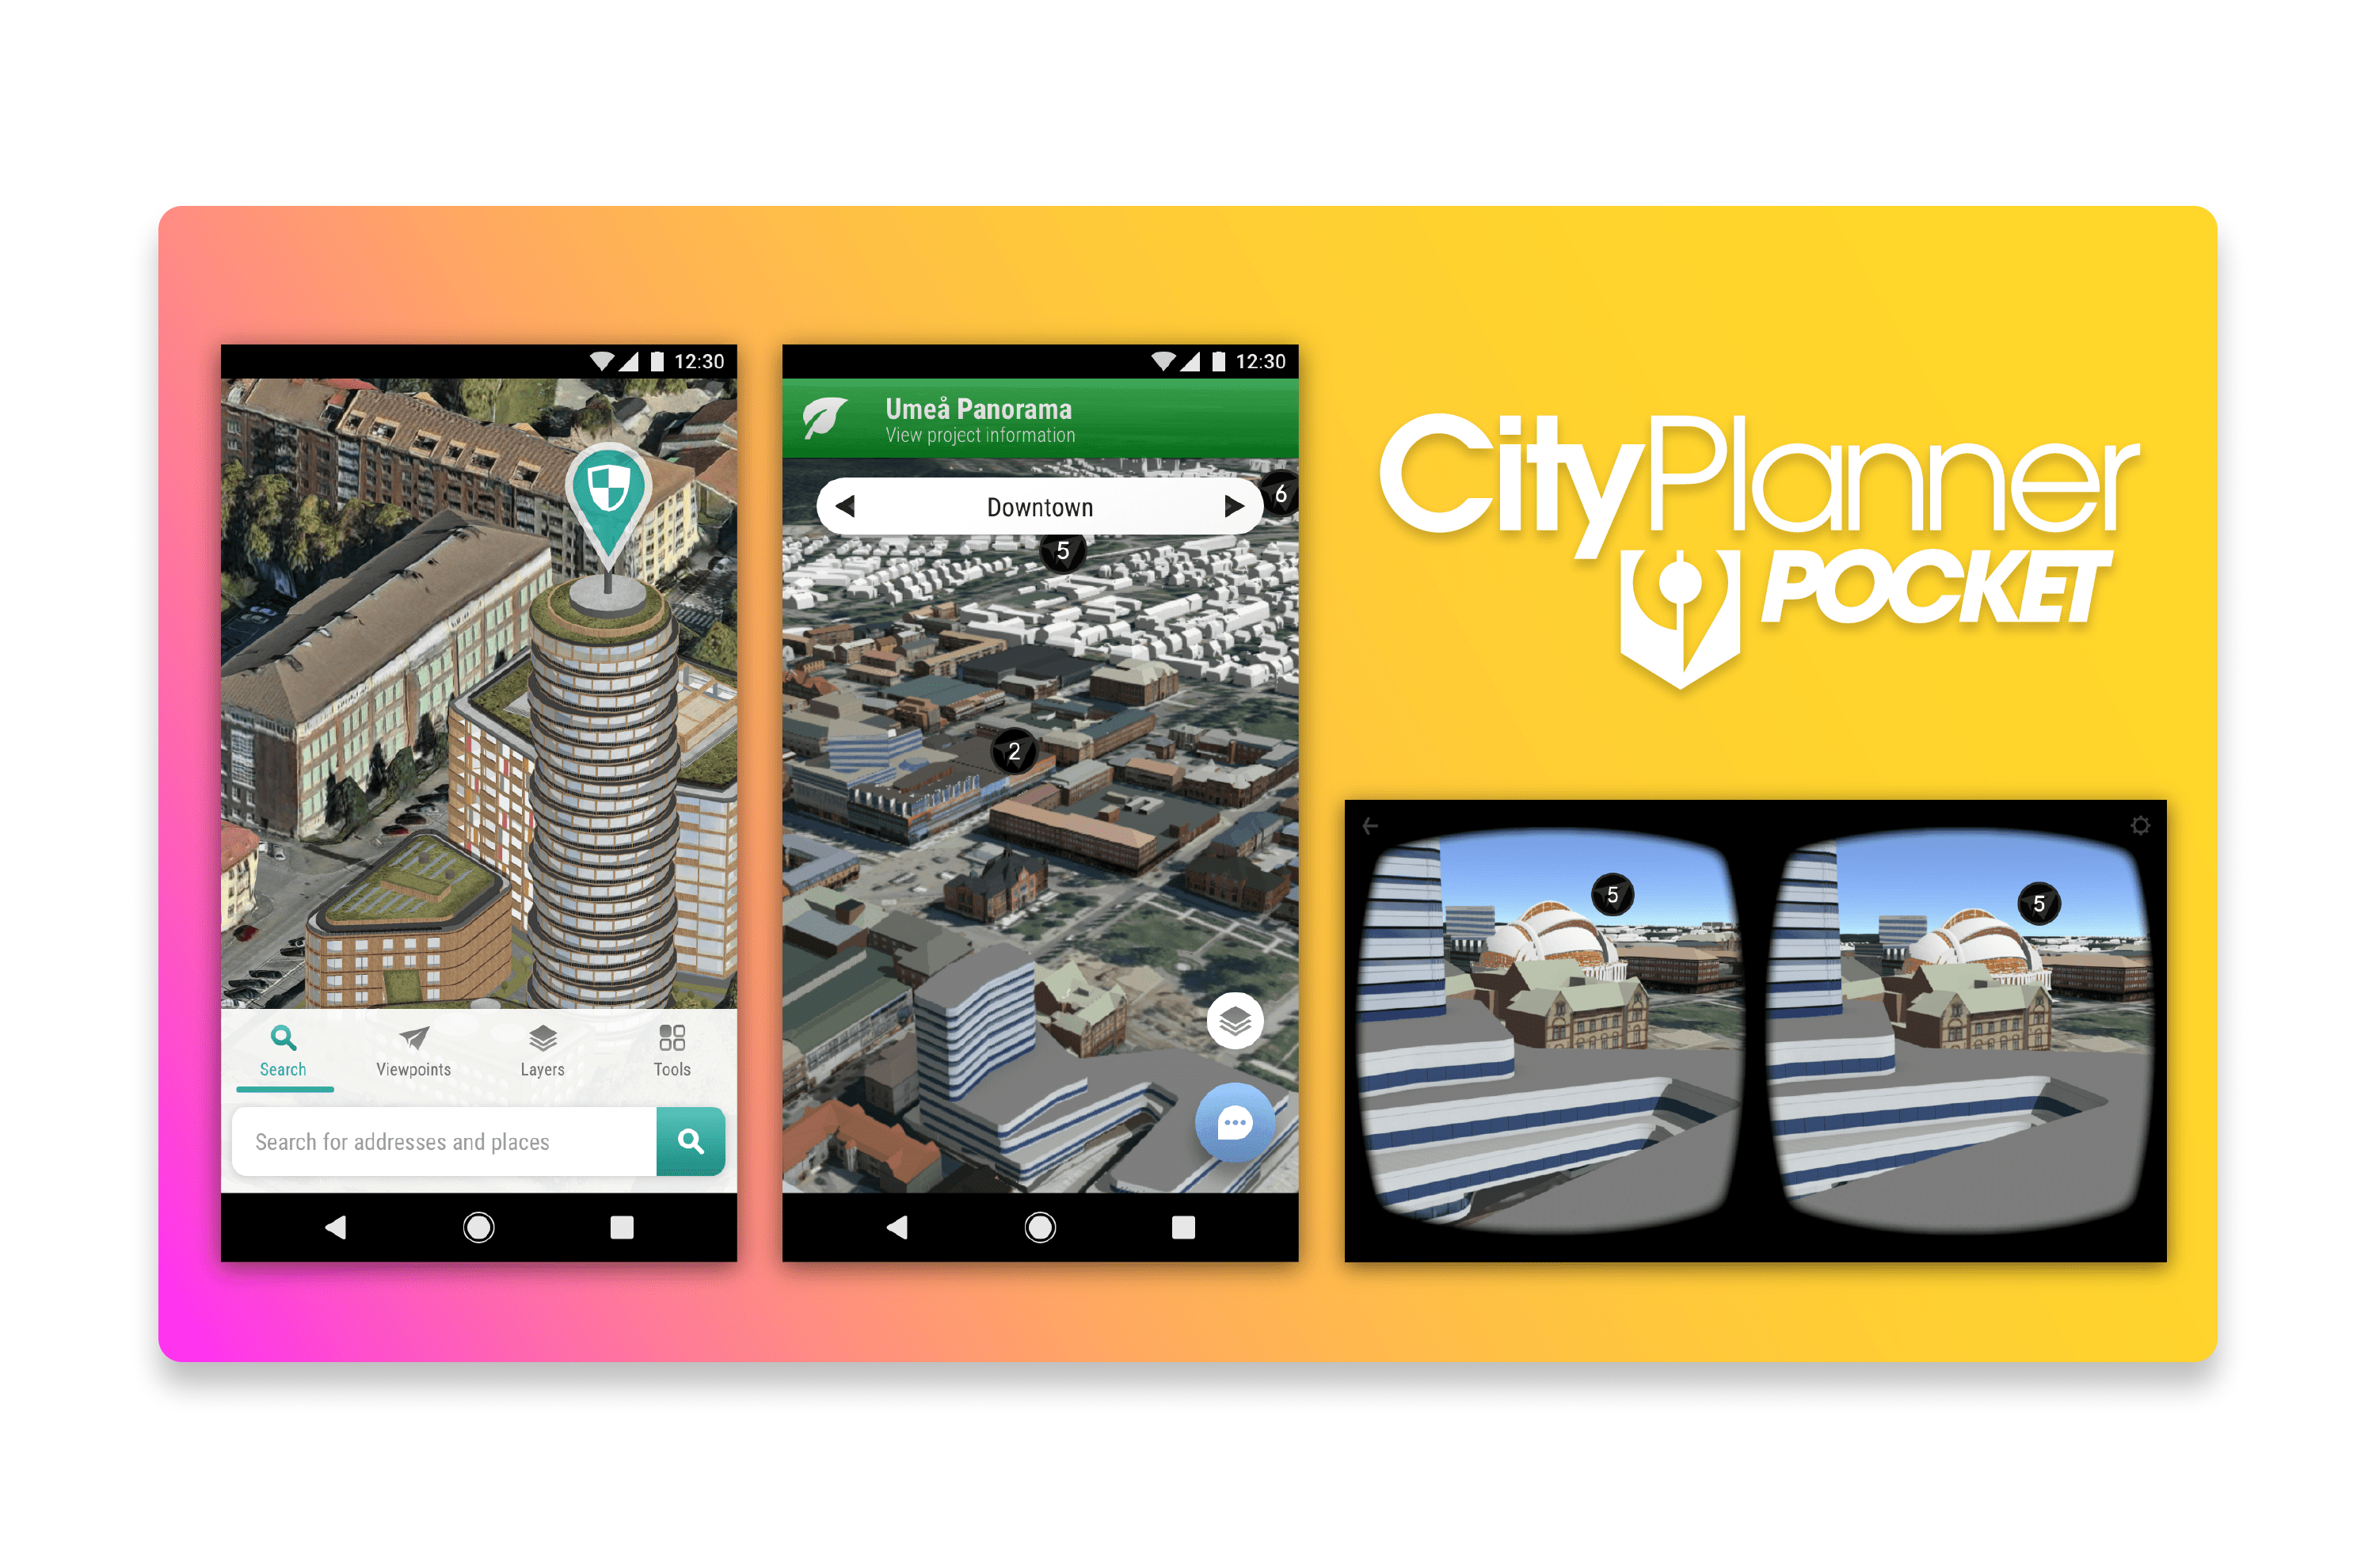 12:30
Search
Viewpoints
Layers
Tools
Search for addresses and places
12:30
Umeå Panorama
View project information
Downtown
6
5
2
CityPlanner
POCKET
5
5